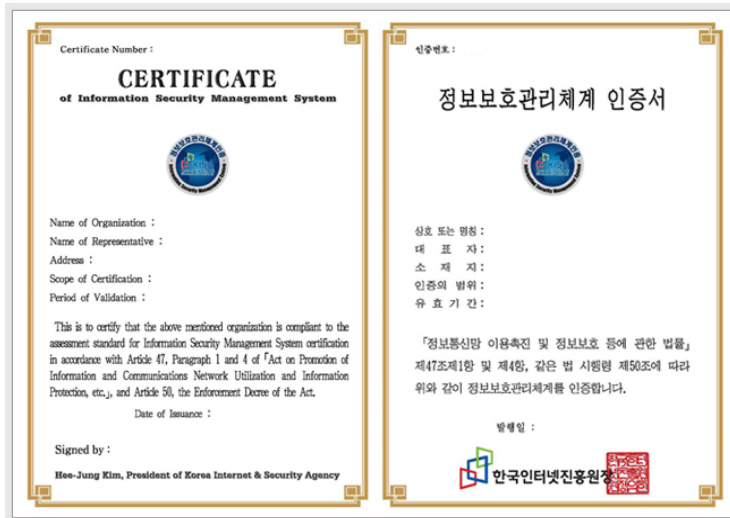 Certificate Number :
CERTIFICATE
of Information Security Management System
Name of Organization :
Name of Representative :
Address :
Scope of Certification :
Period of Validation :
This is to certify that the above mentioned organization is compliant to the
assessment standard for Information Security Management System certification
in accordance with Article 47, Paragraph 1 and 4 of 「Act on Promotion of
Information and Communications Network Utilization and Information
Protection, etc.」, and Article 50, the Enforcement Decree of the Act.
Date of Issuance :
Signed by :
Hee-Jung Kim, President of Korea Internet & Security Agency
인증번호 :
정보보호관리체계 인증서
상호 또는 명칭 :
대 표 자 :
소 재 지 :
인증의 범위 :
유 효 기 간 :
「정보통신망 이용촉진 및 정보보호 등에 관한 법률」
제47조제1항 및 제4항, 같은 법 시행령 제50조에 따라
위와 같이 정보보호관리체계를 인증합니다.
발행일 :
한국인터넷진흥원장